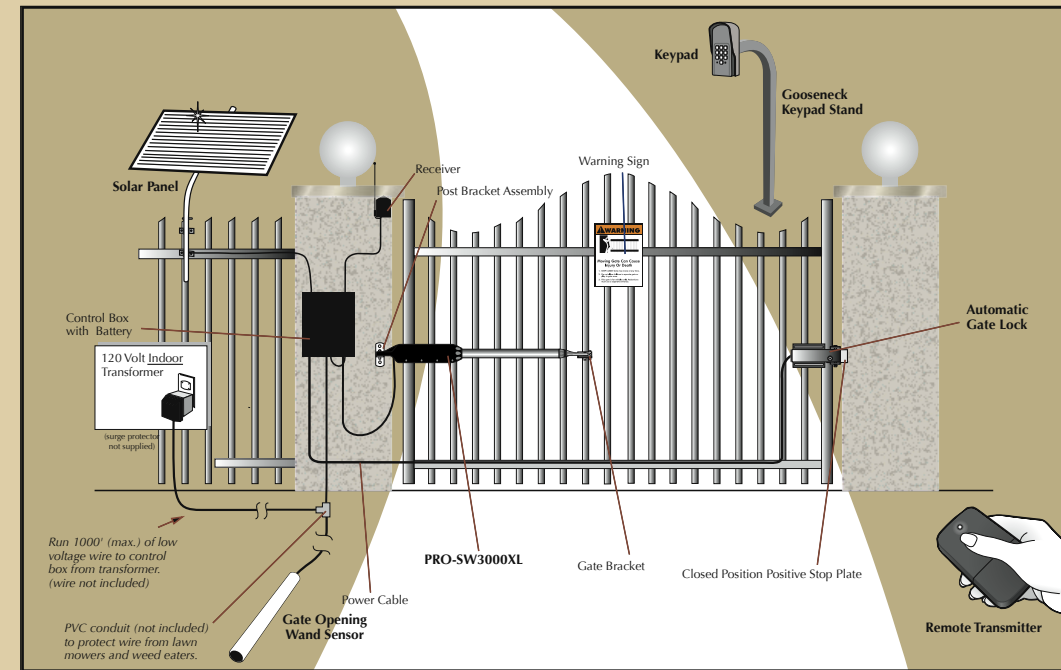 Keypad
Gooseneck
Keypad Stand
Solar Panel
Receiver
Post Bracket Assembly
Warning Sign
WARNING
Moving Gate Can Cause
Injury Or Death
Control Box
with Battery
Automatic
Gate Lock
120 Volt Indoor
Transformer
(surge protector
not supplied)
Run 1000' (max.) of low
voltage wire to control
box from transformer.
(wire not included)
PRO-SW3000XL
Gate Bracket
Closed Position Positive Stop Plate
Power Cable
Gate Opening
Wand Sensor
PVC conduit (not included)
to protect wire from lawn
mowers and weed eaters.
Remote Transmitter